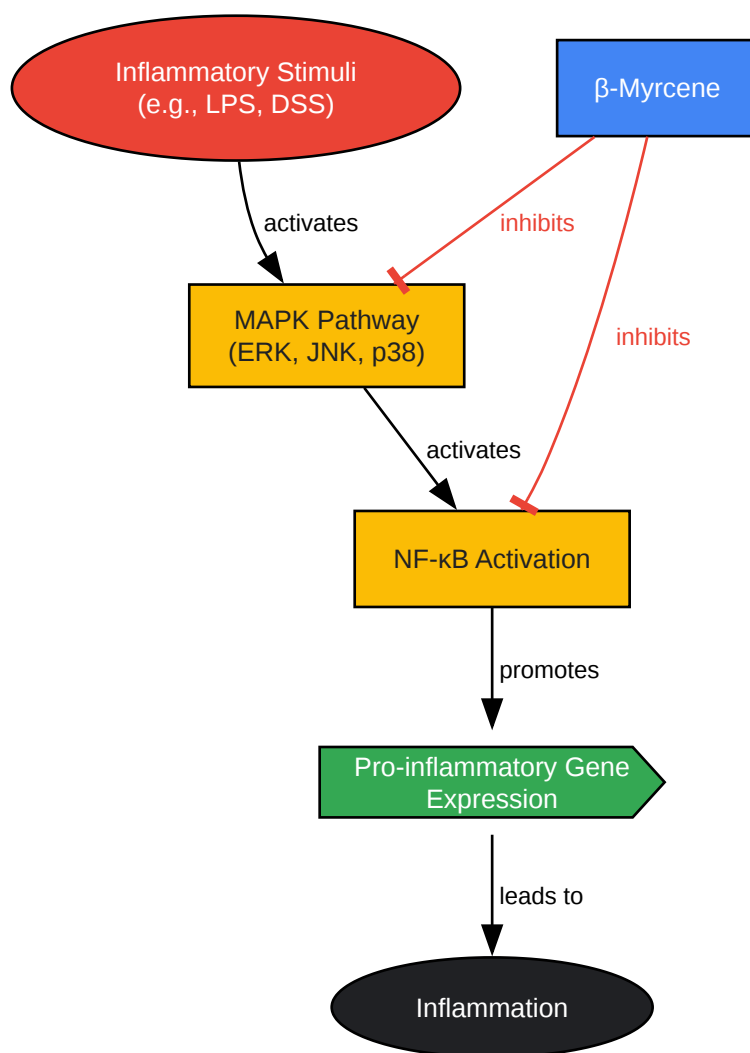 Inflammatory Stimuli
(e.g., LPS, DSS)
β-Myrcene
activates
inhibits
MAPK Pathway
(ERK, JNK, p38)
inhibits
activates
NF-κB Activation
promotes
Pro-inflammatory Gene
Expression
leads to
Inflammation